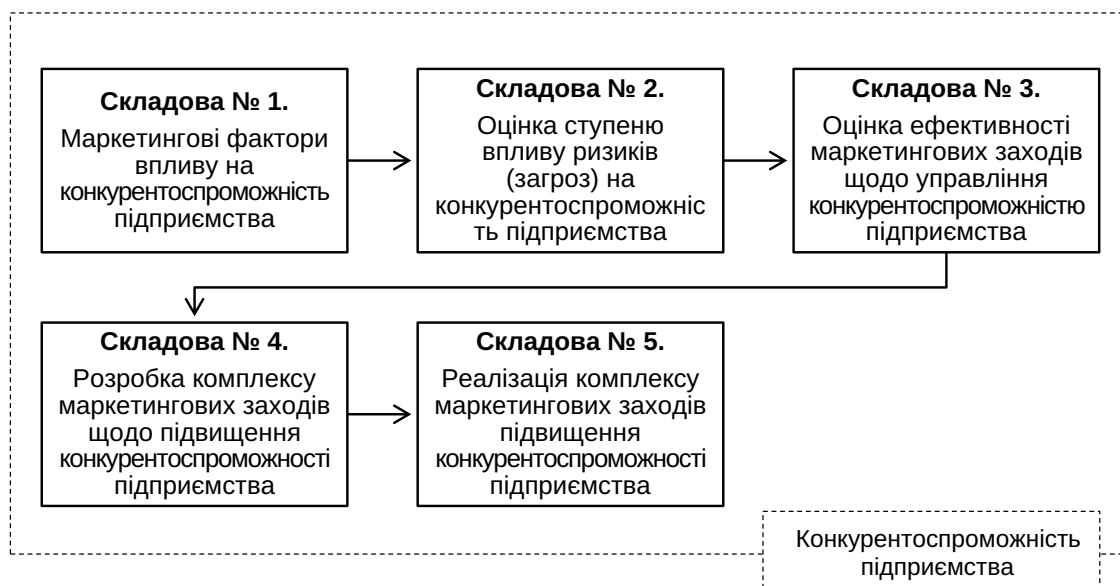 Складова № 1.
Маркетингові фактори
впливу на
конкурентоспроможність
підприємства
Складова № 2.
Оцінка ступеню
впливу ризиків
(загроз) на
конкурентоспроможніс
ть підприємства
Складова № 3.
Оцінка ефективності
маркетингових заходів
щодо управління
конкурентоспроможністю
підприємства
Складова № 4.
Розробка комплексу
маркетингових заходів
щодо підвищення
конкурентоспроможності
підприємства
Складова № 5.
Реалізація комплексу
маркетингових заходів
підвищення
конкурентоспроможності
підприємства
Конкурентоспроможність
підприємства